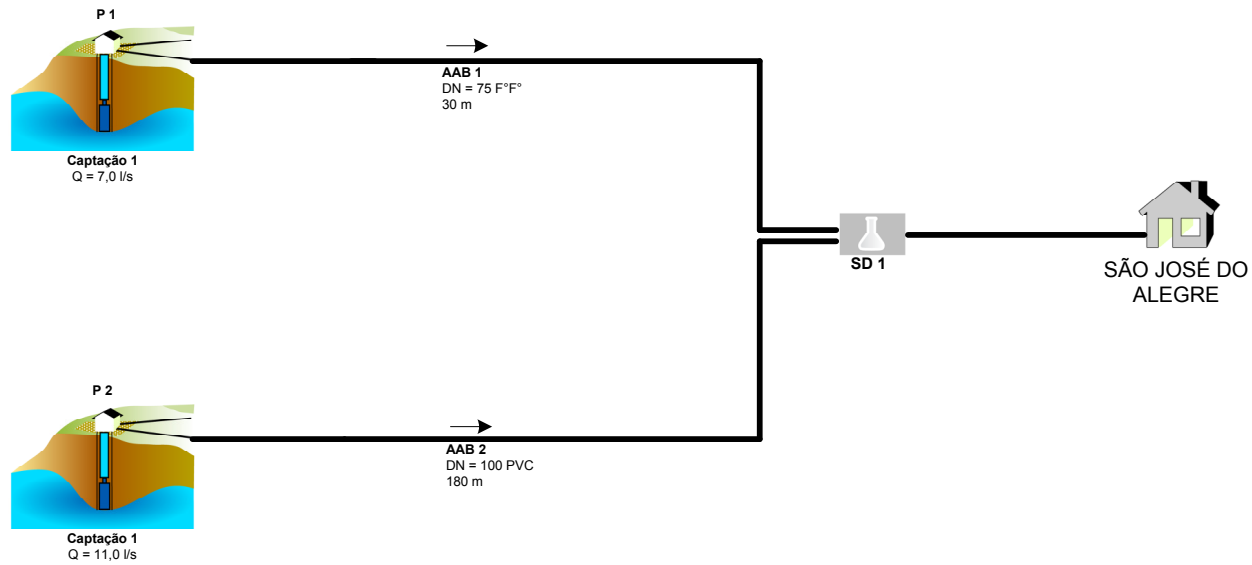 P 1
AAB 1
DN = 75 F°F°
30 m
Captação 1
Q = 7,0 l/s
SD 1
SÃO JOSÉ DO
ALEGRE
P 2
AAB 2
DN = 100 PVC
180 m
Captação 1
Q = 11,0 l/s